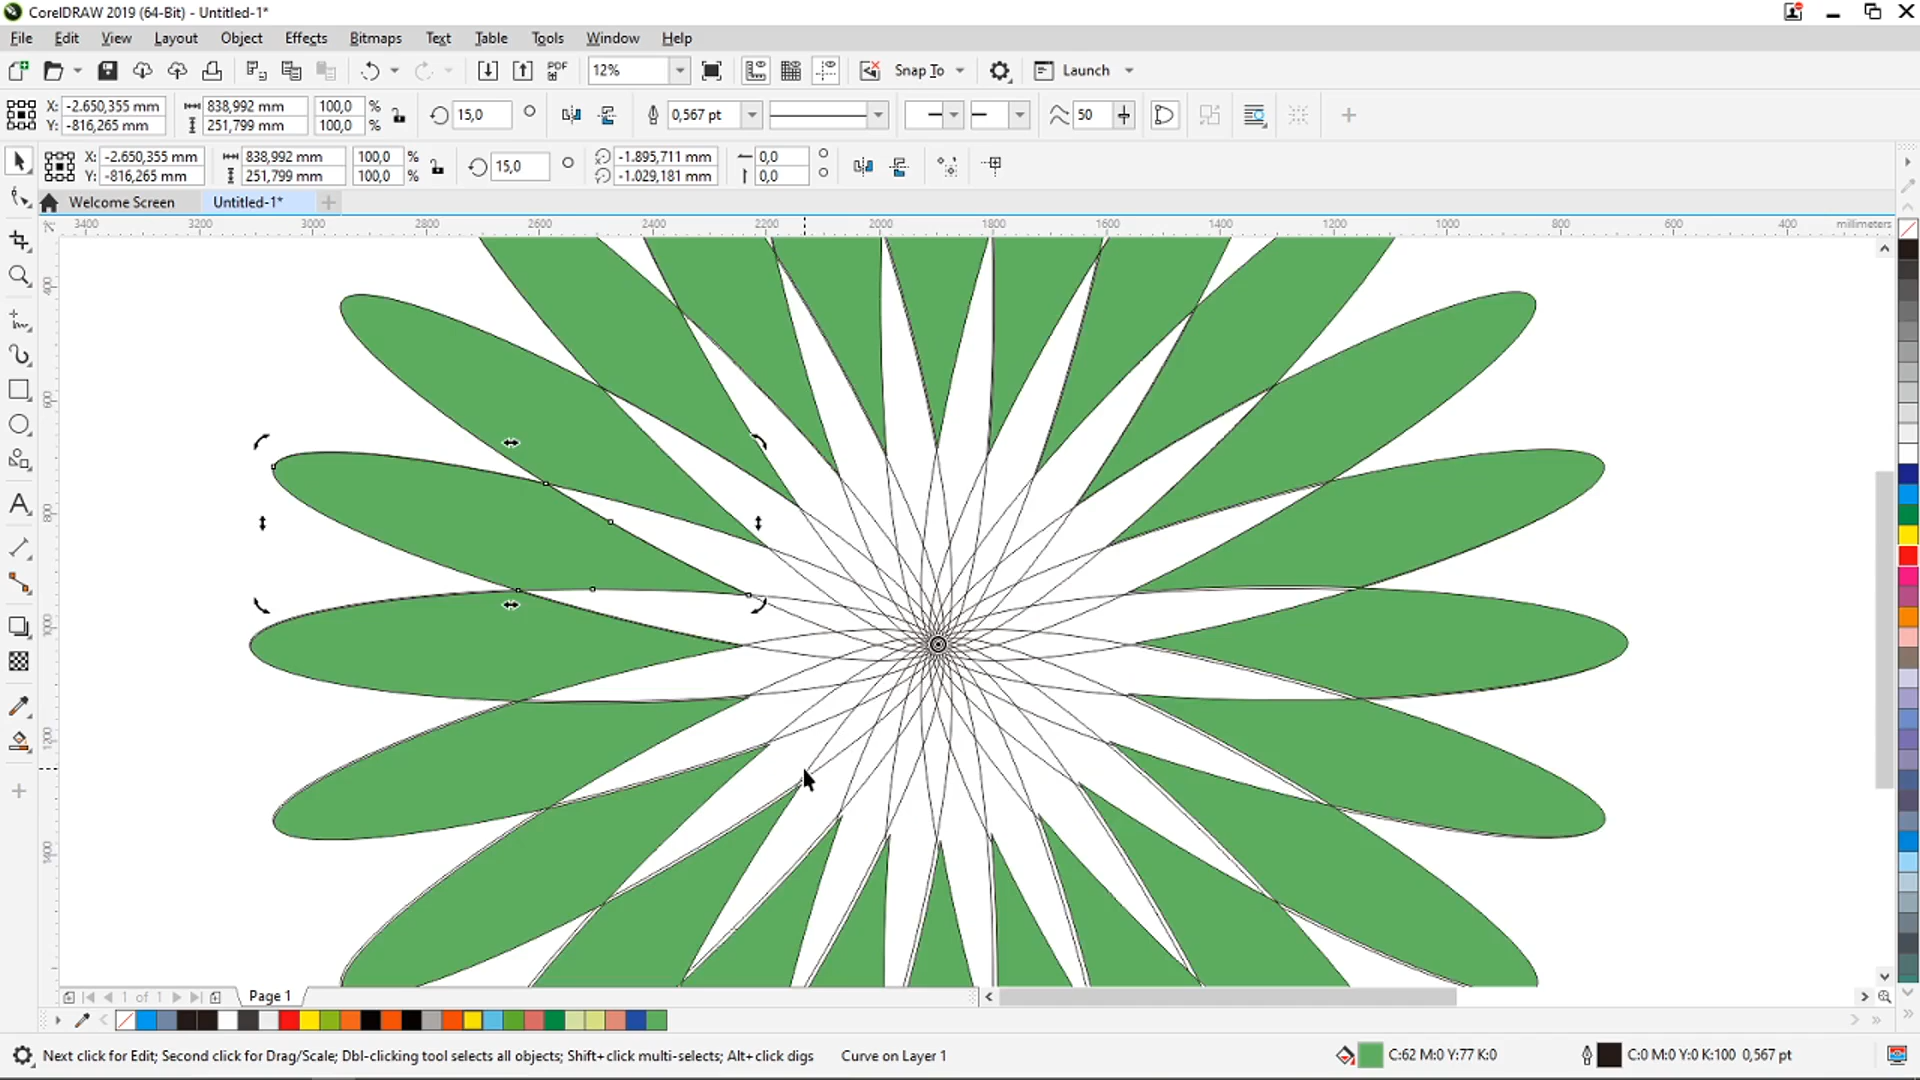 CorelDRAW 2019 (64-Bit) - Untitled-1*
File Edit View Layout Object Effects Bitmaps Text Table Tools Window Help
PDF 12% Snap To Launch
X: -2.650,355 mm 838,992 mm 100,0 % 15,0 0,567 pt 50
Y: -816,265 mm 251,799 mm 100,0 %
X: -2.650,355 mm 838,992 mm 100,0 % 15,0 -1.895,711 mm 0,0
Y: -816,265 mm 251,799 mm 100,0 % -1.029,181 mm 0,0
Welcome Screen Untitled-1*
3400 3200 3000 2800 2600 2400 2200 2000 1800 1600 1400 1200 1000 800 600 400 millimeters
400
600
800
1000
1200
1400
1 of 1 Page 1
Next click for Edit; Second click for Drag/Scale; Dbl-clicking tool selects all objects; Shift+click multi-selects; Alt+click digs Curve on Layer 1 C:62 M:0 Y:77 K:0 C:0 M:0 Y:0 K:100 0,567 pt